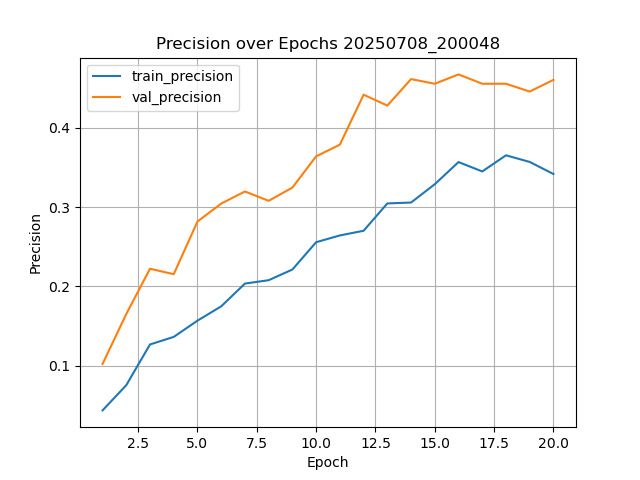 Precision over Epochs 20250708_200048
train_precision
val_precision
0.4
0.3
0.2
0.1
Precision
2.5 5.0 7.5 10.0 12.5 15.0 17.5 20.0
Epoch